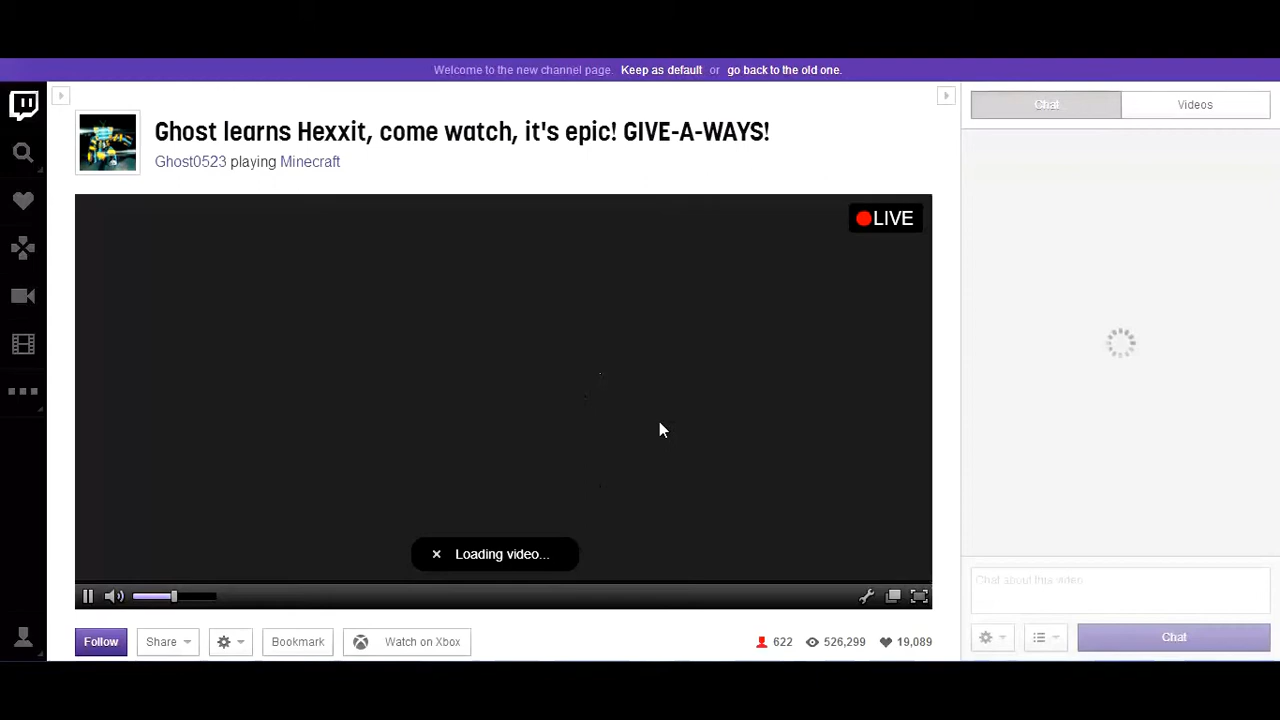 Welcome to the new channel page. Keep as default or go back to the old one.
Ghost learns Hexxit, come watch, it's epic! GIVE-A-WAYS!
Ghost0523 playing Minecraft
LIVE
Loading video...
Follow Share Bookmark Watch on Xbox 622 526,299 19,089
Chat Videos
Chat about this video
Chat